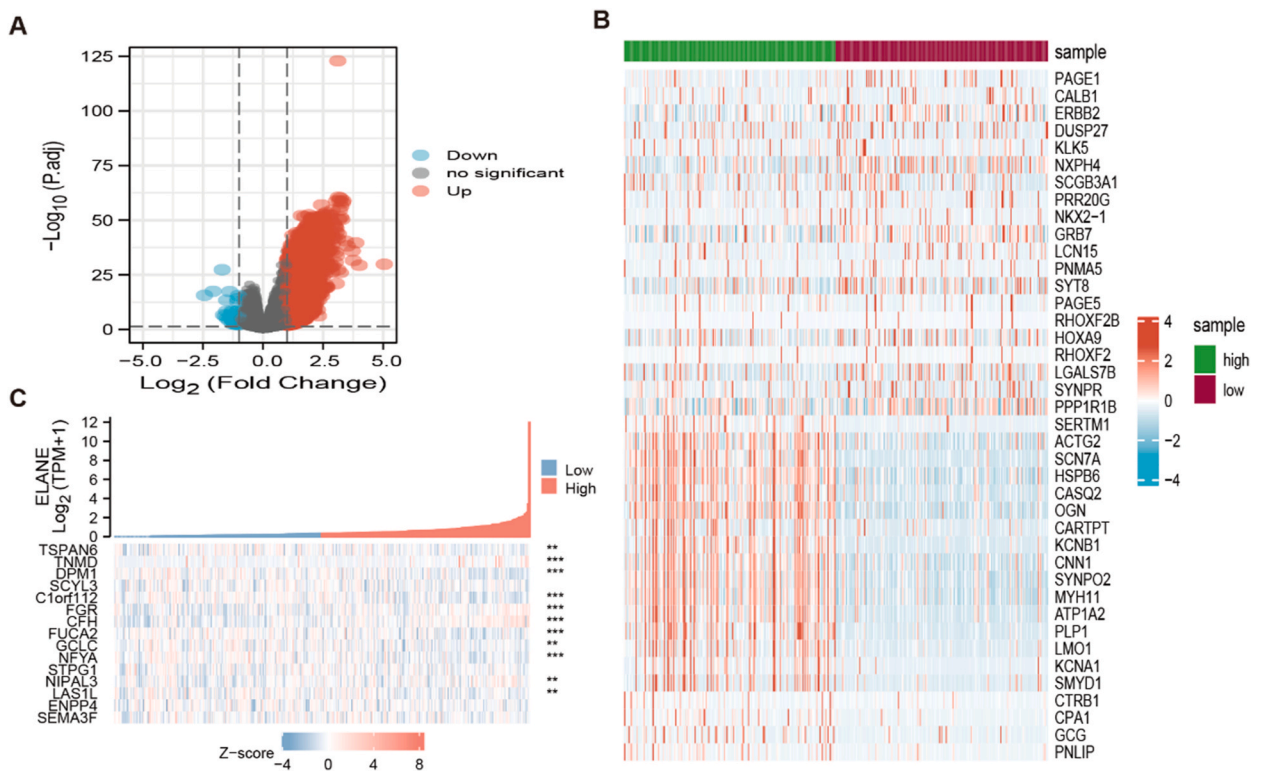 A
125
100
75
50
25
0
−Log10 (P.adj)
−5.0 −2.5 0.0 2.5 5.0
Log2 (Fold Change)
Down
no significant
Up
B
sample
PAGE1
CALB1
ERBB2
DUSP27
KLK5
NXPH4
SCGB3A1
PRR20G
NKX2−1
GRB7
LCN15
PNMA5
SYT8
PAGE5
RHOXF2B
HOXA9
RHOXF2
LGALS7B
SYNPR
PPP1R1B
SERTM1
ACTG2
SCN7A
HSPB6
CASQ2
OGN
CARTPT
KCNB1
CNN1
SYNPO2
MYH11
ATP1A2
PLP1
LMO1
KCNA1
SMYD1
CTRB1
CPA1
GCG
PNLIP
4
2
0
−2
−4
sample
high
low
C
12
10
8
6
4
2
0
ELANE
Log2 (TPM+1)
Low
High
TSPAN6 **
TNMD ***
DPM1 ***
SCYL3
C1orf112 ***
FGR ***
CFH ***
FUCA2 ***
GCLC **
NFYA ***
STPG1
NIPAL3 **
LAS1L **
ENPP4
SEMA3F
Z−score
−4 0 4 8